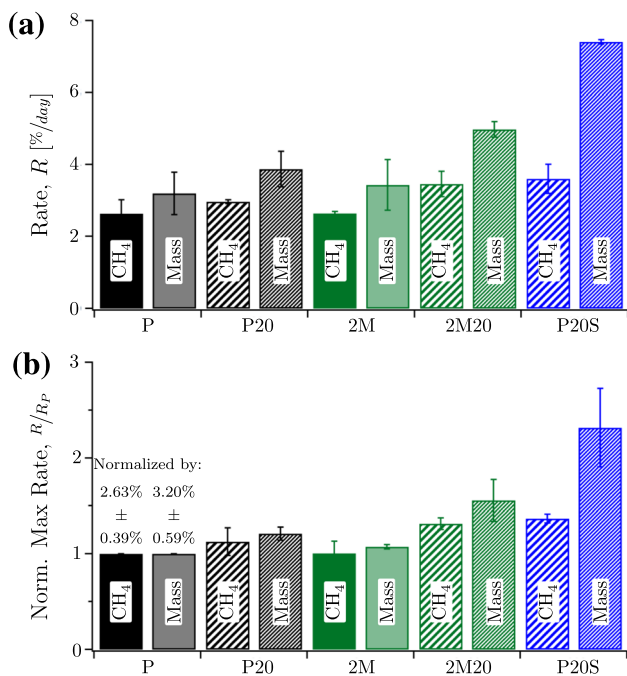 (a)
8
6
4
2
0
Rate, R [%/day]
CH4 Mass CH4 Mass CH4 Mass CH4 Mass CH4 Mass
P P20 2M 2M20 P20S
(b)
3
2
1
0
Norm. Max Rate, R/RP
Normalized by:
2.63% 3.20%
± ±
0.39% 0.59%
CH4 Mass CH4 Mass CH4 Mass CH4 Mass CH4 Mass
P P20 2M 2M20 P20S